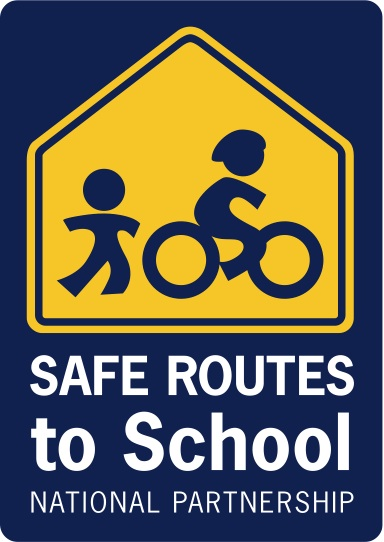 SAFE ROUTES
to School
NATIONAL PARTNERSHIP